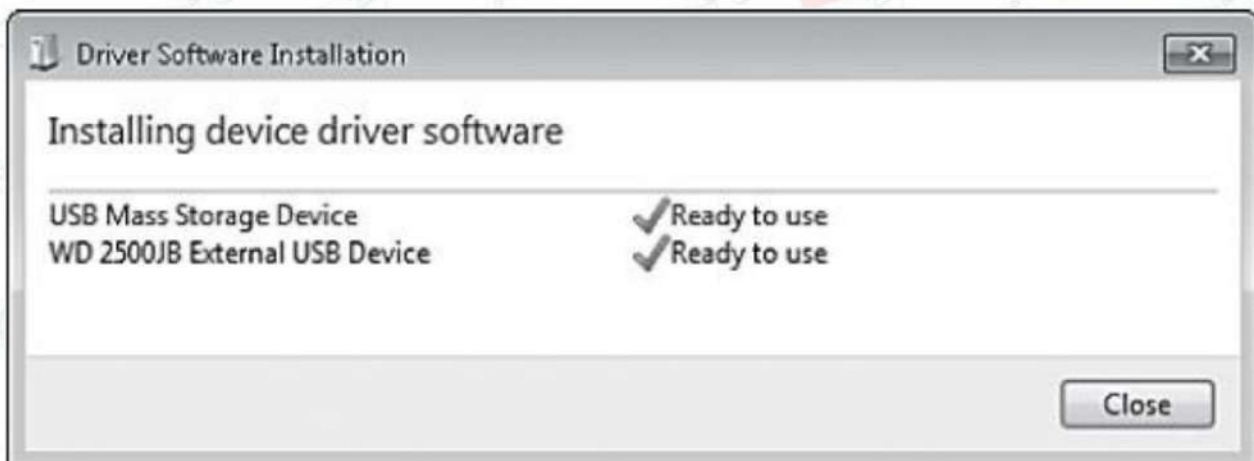 Driver Software Installation
Installing device driver software
USB Mass Storage Device ✓Ready to use
WD 2500JB External USB Device ✓Ready to use
Close